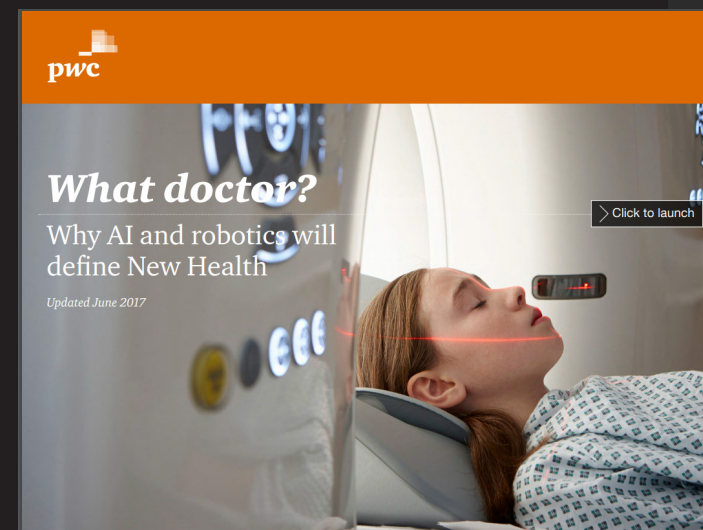 pwc
What doctor?
Why AI and robotics will
define New Health
Updated June 2017
Click to launch